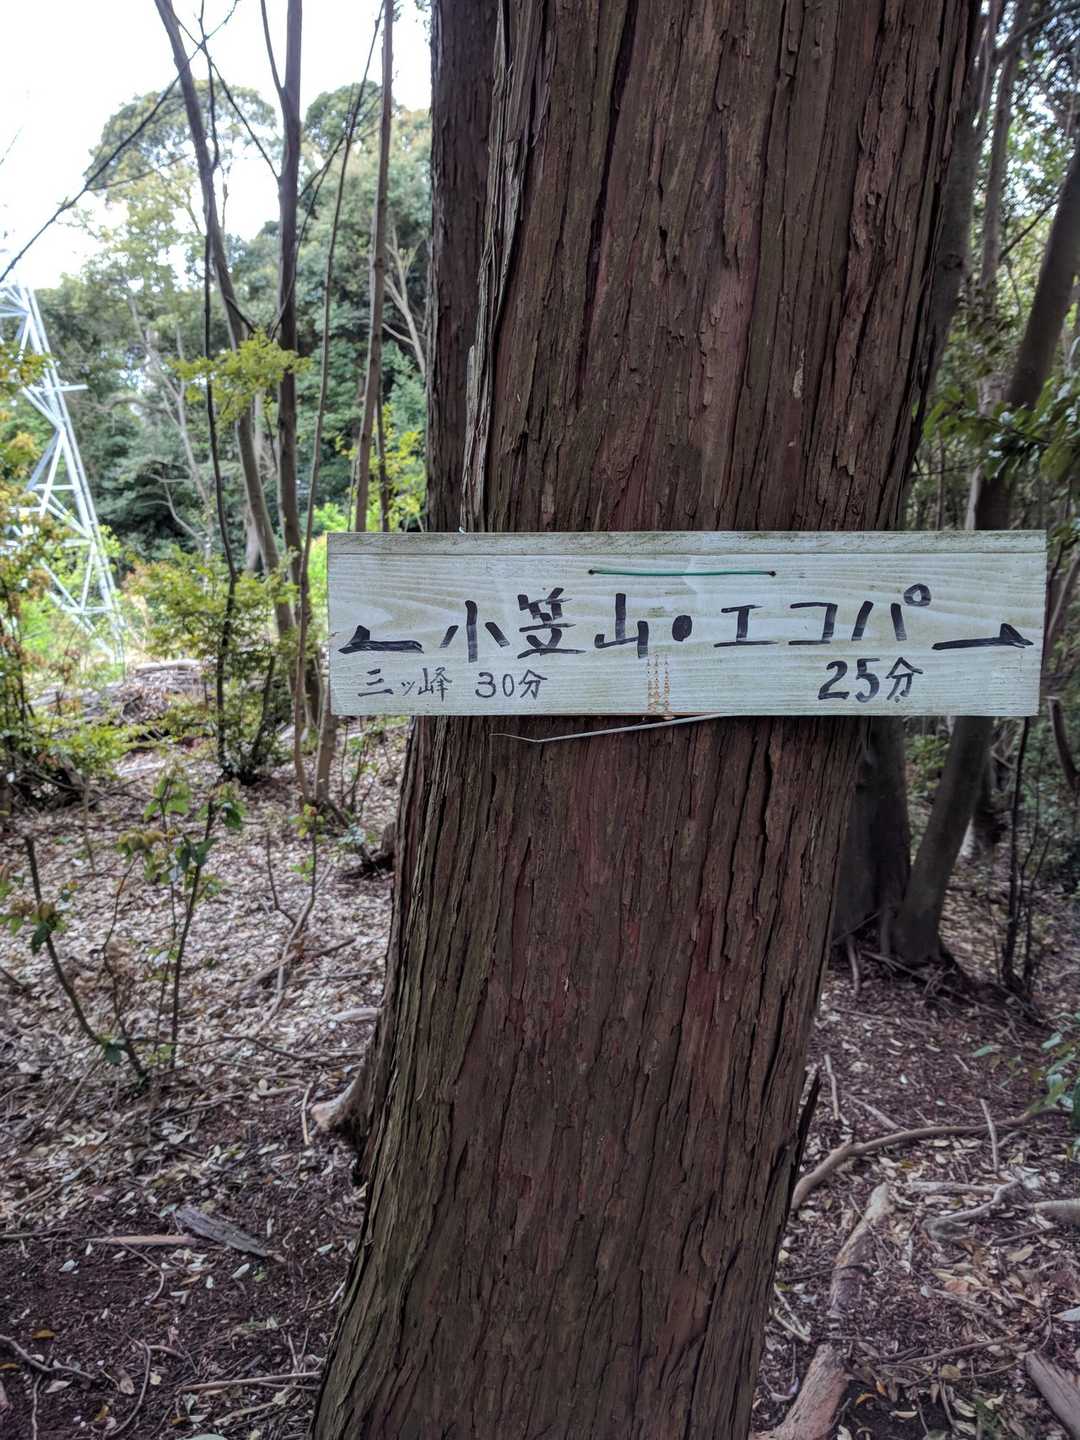 ← 小笠山・エコパ →
三ッ峰 30分 25分